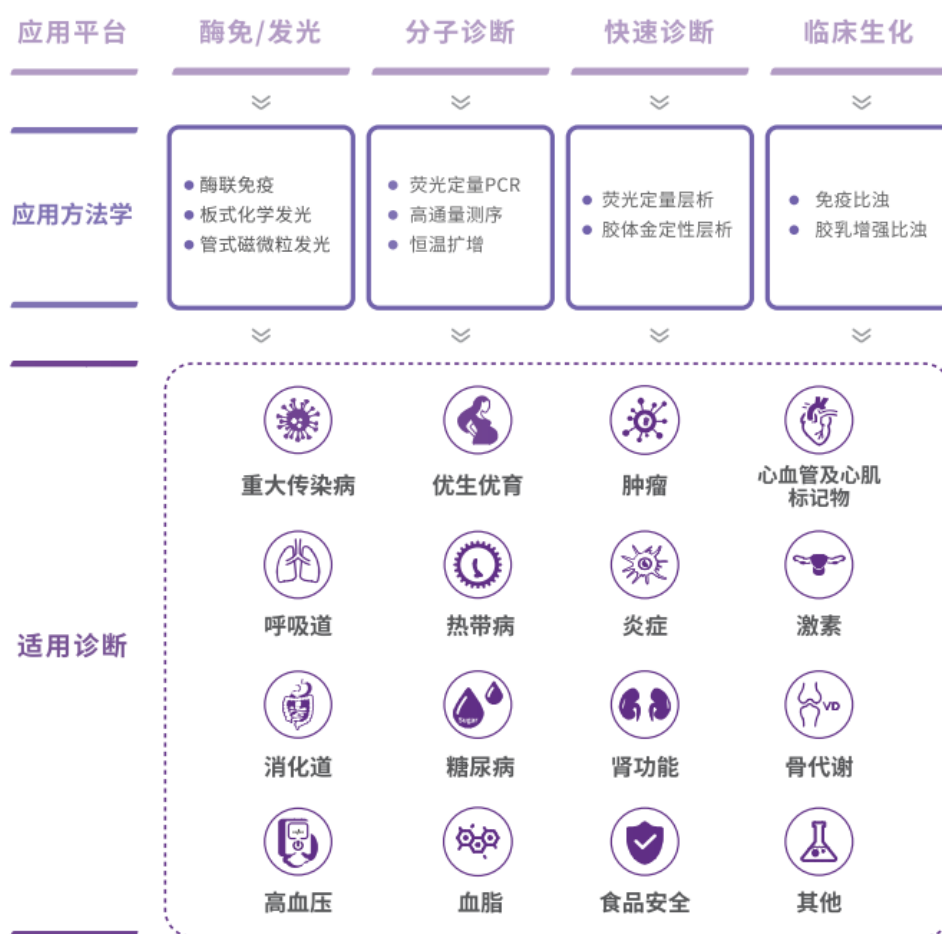 应用平台
酶免/发光
分子诊断
快速诊断
临床生化
应用方法学
酶联免疫
板式化学发光
管式磁微粒发光
荧光定量PCR
高通量测序
恒温扩增
荧光定量层析
胶体金定性层析
免疫比浊
胶乳增强比浊
适用诊断
重大传染病
优生优育
肿瘤
心血管及心肌
标记物
呼吸道
热带病
炎症
激素
消化道
Sugar
糖尿病
肾功能
VD
骨代谢
高血压
血脂
食品安全
其他